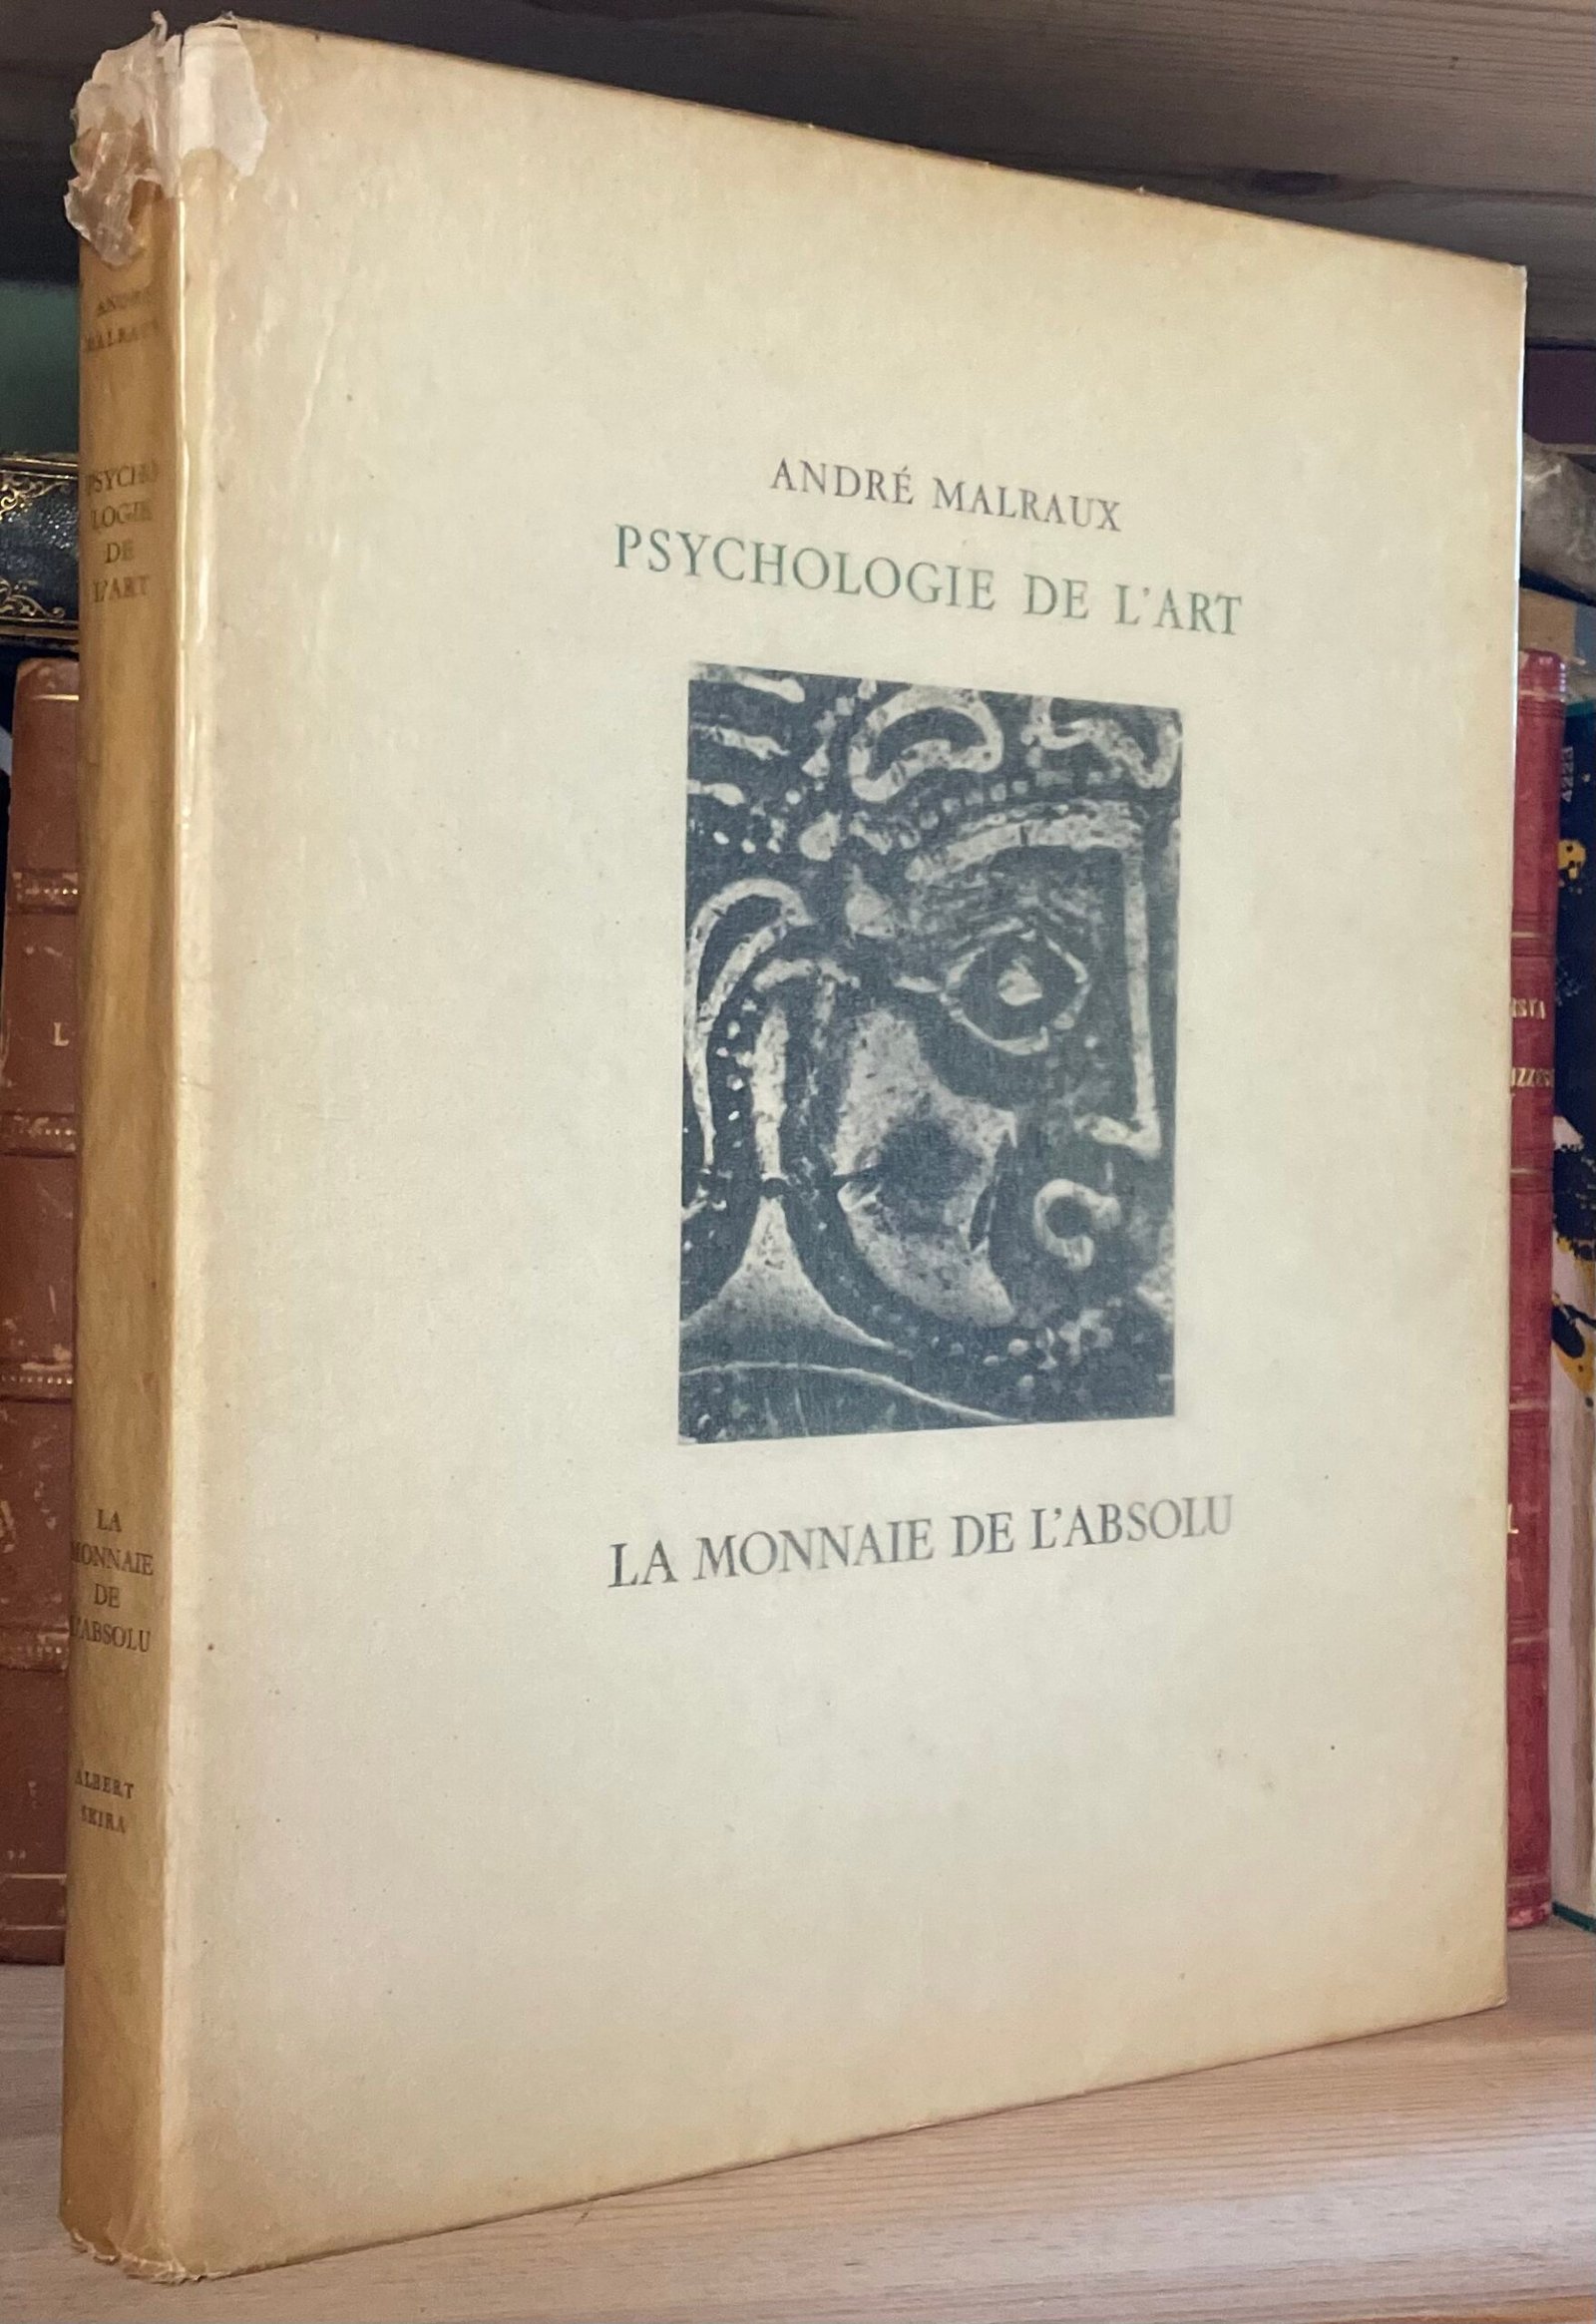 ANDRÉ MALRAUX
PSYCHOLOGIE DE L'ART
LA MONNAIE DE L'ABSOLU
ANDRÉ
MALRAUX
PSYCHO
LOGIE
DE
L'ART
LA
MONNAIE
DE
L'ABSOLU
ALBERT
SKIRA
L
L